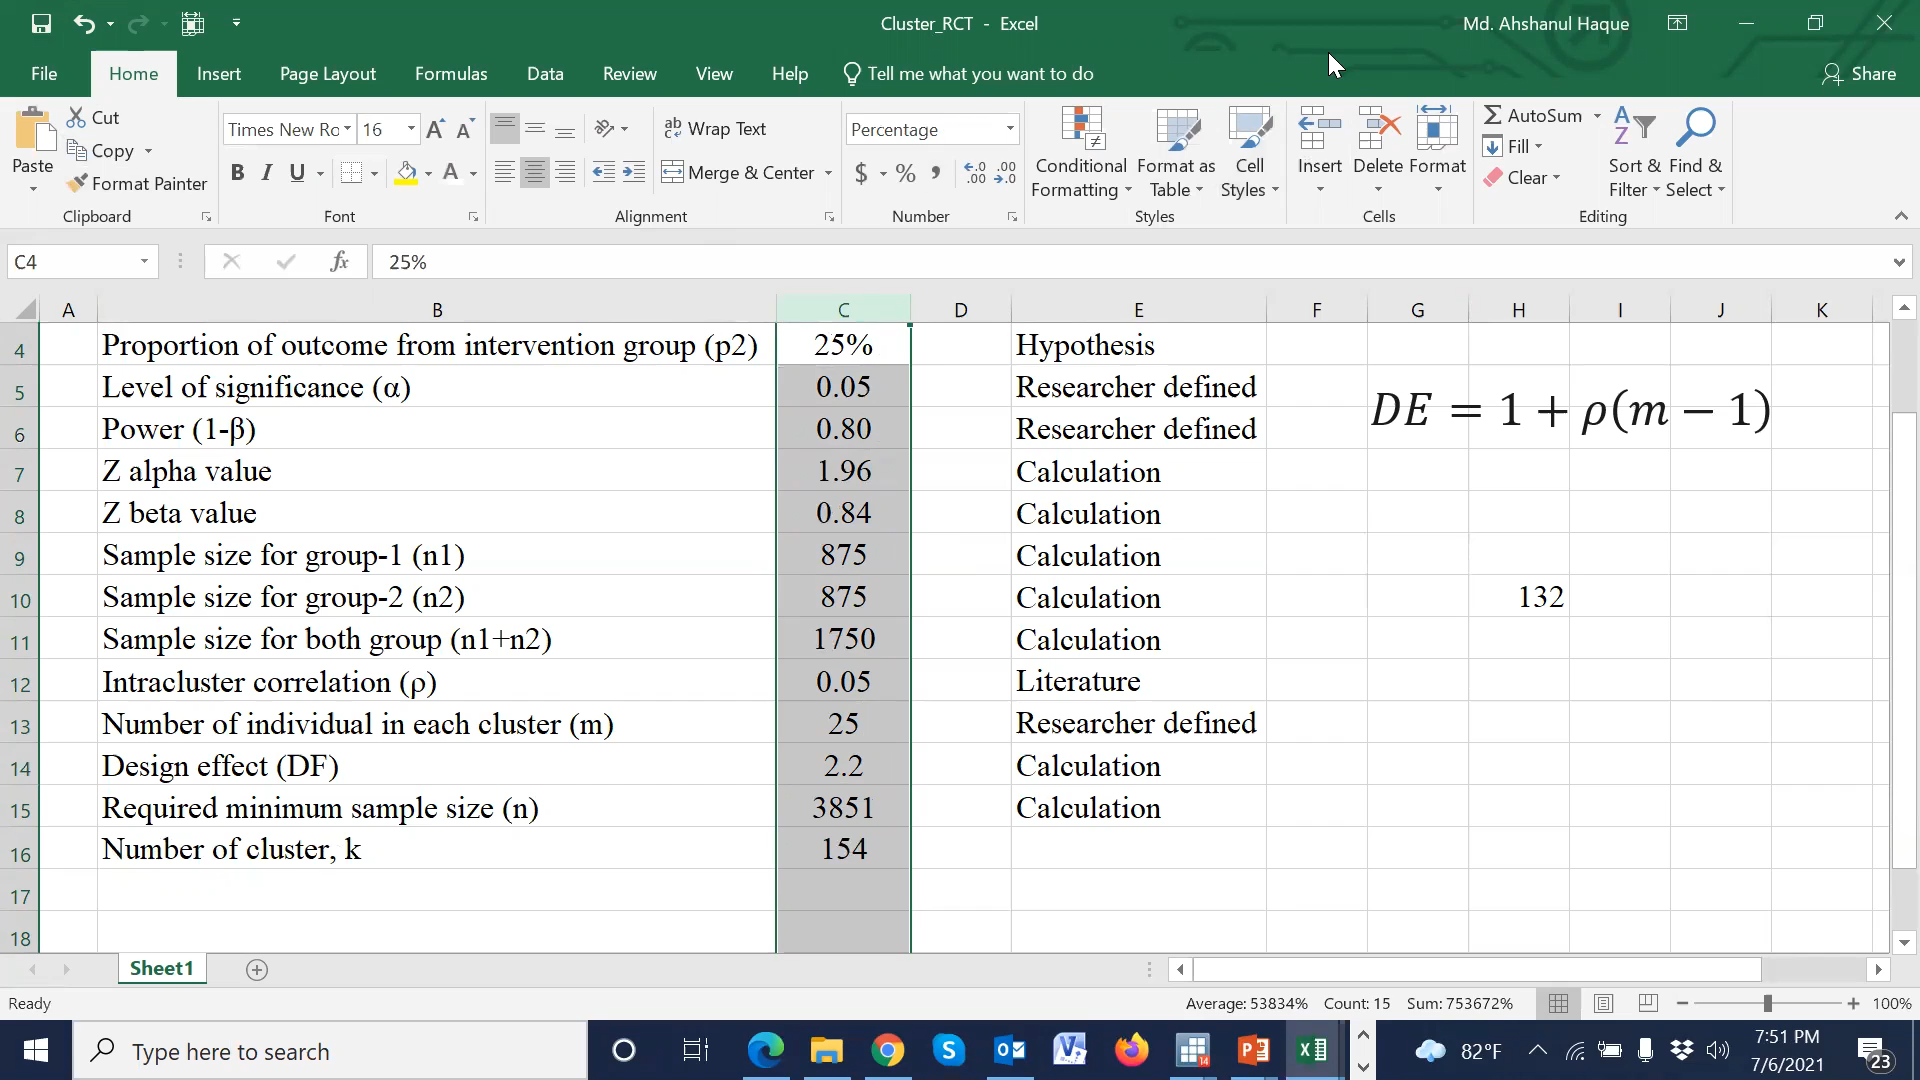 Cluster_RCT - Excel
Md. Ahshanul Haque
File Home Insert Page Layout Formulas Data Review View Help Tell me what you want to do
Share
Paste
Cut
Copy
Format Painter
Clipboard
Times New Ro 16 A A
B I U A
Font
ab Wrap Text
Merge & Center
Alignment
Percentage
$ % , .0 .00 .00 .0
Number
Conditional Formatting
Format as Table
Cell Styles
Styles
Insert Delete Format
Cells
AutoSum
Fill
Clear
Sort & Filter
Find & Select
Editing
C4 fx 25%
A B C D E F G H I J K
4 Proportion of outcome from intervention group (p2) 25% Hypothesis
5 Level of significance (α) 0.05 Researcher defined
DE = 1 + ρ(m − 1)
6 Power (1-β) 0.80 Researcher defined
7 Z alpha value 1.96 Calculation
8 Z beta value 0.84 Calculation
9 Sample size for group-1 (n1) 875 Calculation
10 Sample size for group-2 (n2) 875 Calculation 132
11 Sample size for both group (n1+n2) 1750 Calculation
12 Intracluster correlation (ρ) 0.05 Literature
13 Number of individual in each cluster (m) 25 Researcher defined
14 Design effect (DF) 2.2 Calculation
15 Required minimum sample size (n) 3851 Calculation
16 Number of cluster, k 154
17
18
Sheet1
Ready
Average: 53834% Count: 15 Sum: 753672% 100%
Type here to search
14
82°F
7:51 PM
7/6/2021
23